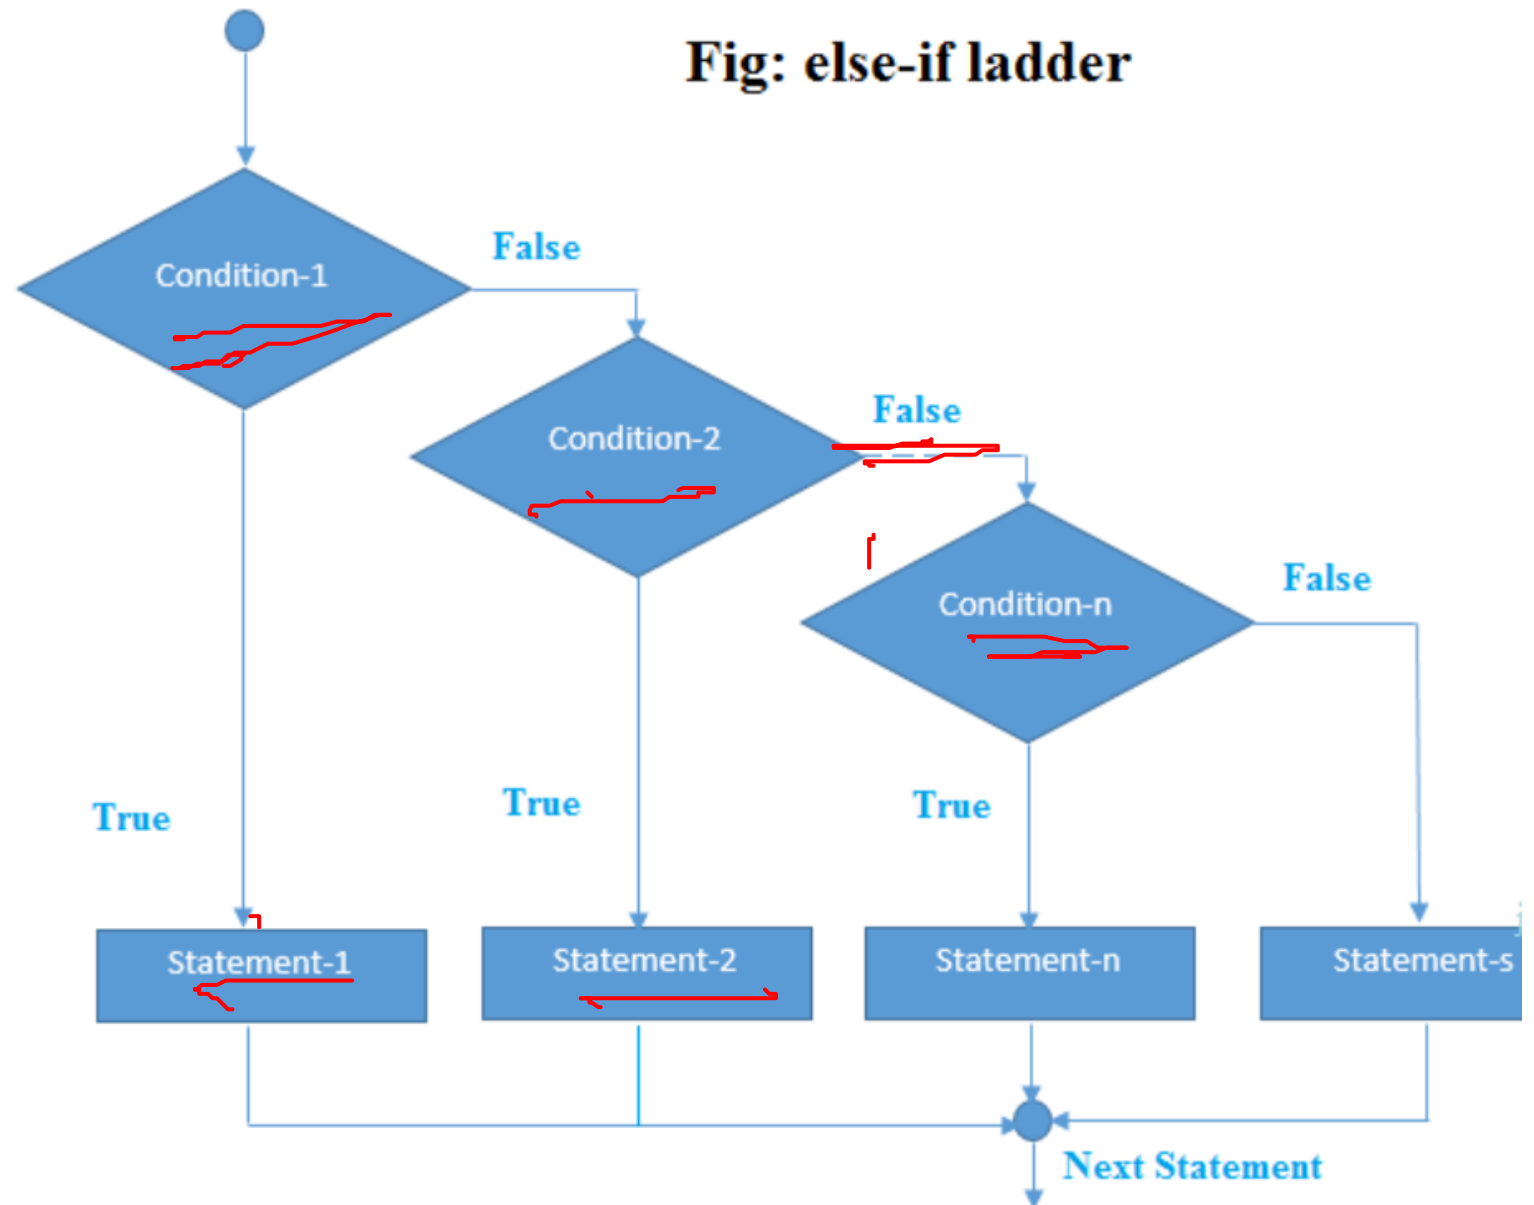 Fig: else-if ladder
False
Condition-1
False
Condition-2
False
Condition-n
True
True
True
Statement-1
Statement-2
Statement-n
Statement-s
Next Statement